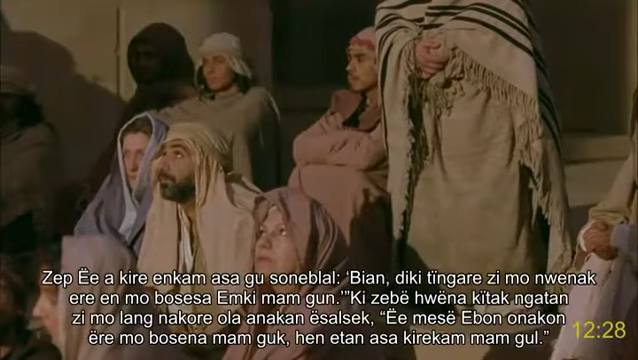 Zep Ëe a kire enkam asa gu soneblal: ‘Bian, diki tïngare zi mo nwenak
ere en mo bosesa Emki mam gun.’”Ki zebë hwëna kïtak ngatan
zi mo lang nakore ola anakan ësalsek, “Ëe mesë Ebon onakon
ëre mo bosena mam guk, hen etan asa kirekam mam gul.”
12:28